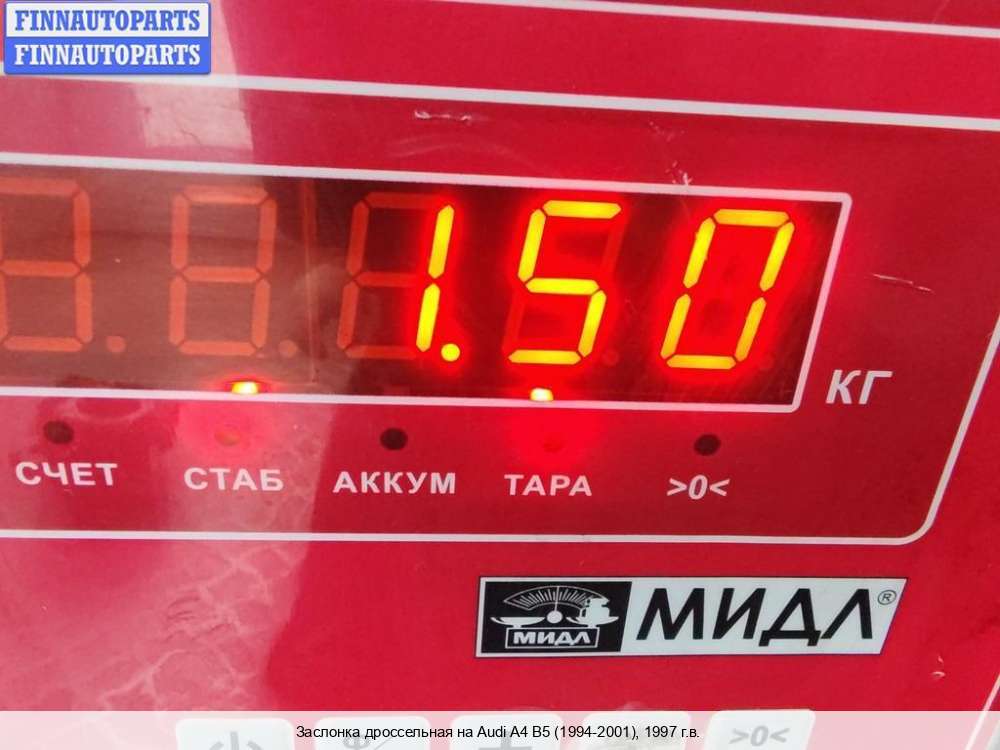 FINNAUTOPARTS
FINNAUTOPARTS
1.50
КГ
СЧЕТ СТАБ АККУМ ТАРА >0<
МИДЛ МИДЛ®
>0<
Заслонка дроссельная на Audi A4 B5 (1994-2001), 1997 г.в.